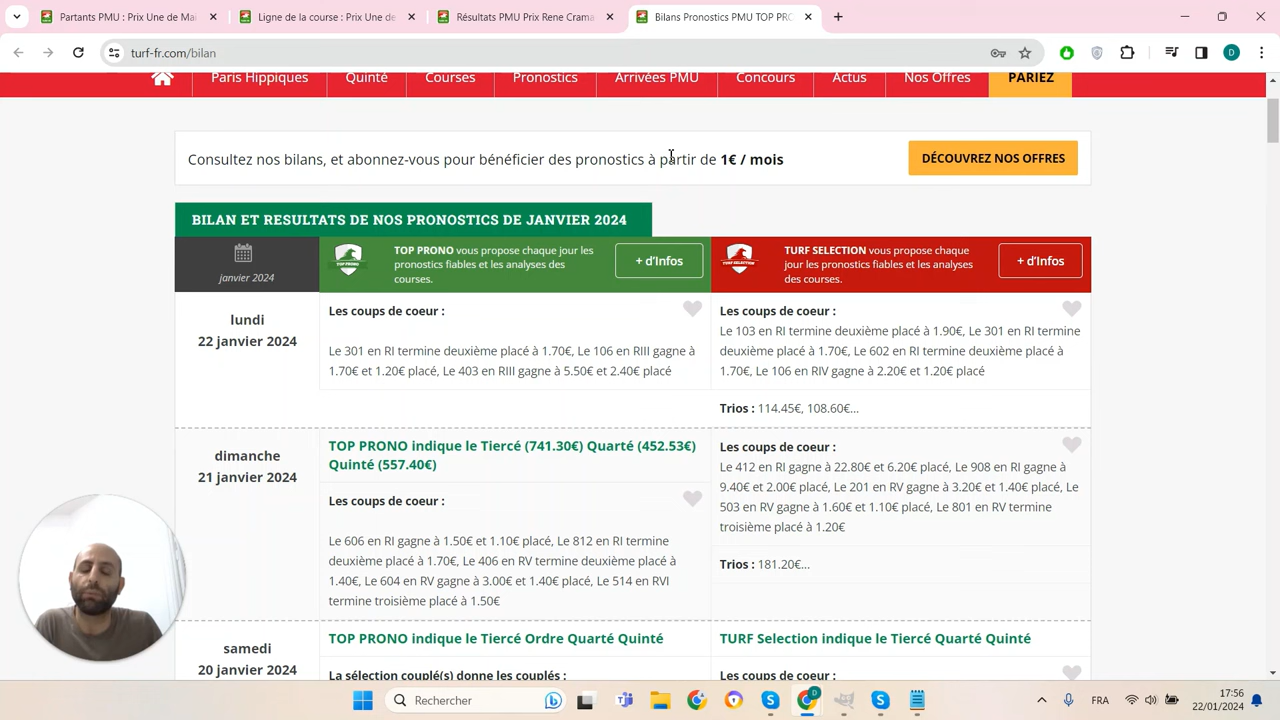 Partants PMU : Prix Une de Mai
Ligne de la course : Prix Une de
Résultats PMU Prix Rene Crama
Bilans Pronostics PMU TOP PRO
turf-fr.com/bilan
D
Paris Hippiques
Quinté
Courses
Pronostics
Arrivées PMU
Concours
Actus
Nos Offres
PARIEZ
Consultez nos bilans, et abonnez-vous pour bénéficier des pronostics à partir de 1€ / mois
DÉCOUVREZ NOS OFFRES
BILAN ET RESULTATS DE NOS PRONOSTICS DE JANVIER 2024
janvier 2024
TOP PRONO
TOP PRONO vous propose chaque jour les
pronostics fiables et les analyses des
courses.
+ d'Infos
TURF SELECTION
TURF SELECTION vous propose chaque
jour les pronostics fiables et les analyses
des courses.
+ d'Infos
lundi
22 janvier 2024
Les coups de coeur :
Le 301 en RI termine deuxième placé à 1.70€, Le 106 en RIII gagne à
1.70€ et 1.20€ placé, Le 403 en RIII gagne à 5.50€ et 2.40€ placé
Les coups de coeur :
Le 103 en RI termine deuxième placé à 1.90€, Le 301 en RI termine
deuxième placé à 1.70€, Le 602 en RI termine deuxième placé à
1.70€, Le 106 en RIV gagne à 2.20€ et 1.20€ placé
Trios : 114.45€, 108.60€...
dimanche
21 janvier 2024
TOP PRONO indique le Tiercé (741.30€) Quarté (452.53€)
Quinté (557.40€)
Les coups de coeur :
Le 606 en RI gagne à 1.50€ et 1.10€ placé, Le 812 en RI termine
deuxième placé à 1.70€, Le 406 en RV termine deuxième placé à
1.40€, Le 604 en RV gagne à 3.00€ et 1.40€ placé, Le 514 en RVI
termine troisième placé à 1.50€
Les coups de coeur :
Le 412 en RI gagne à 22.80€ et 6.20€ placé, Le 908 en RI gagne à
9.40€ et 2.00€ placé, Le 201 en RV gagne à 3.20€ et 1.40€ placé, Le
503 en RV gagne à 1.60€ et 1.10€ placé, Le 801 en RV termine
troisième placé à 1.20€
Trios : 181.20€...
samedi
20 janvier 2024
TOP PRONO indique le Tiercé Ordre Quarté Quinté
La sélection couplé(s) donne les couplés :
TURF Selection indique le Tiercé Quarté Quinté
Les coups de coeur :
Rechercher
D
FRA
17:56
22/01/2024